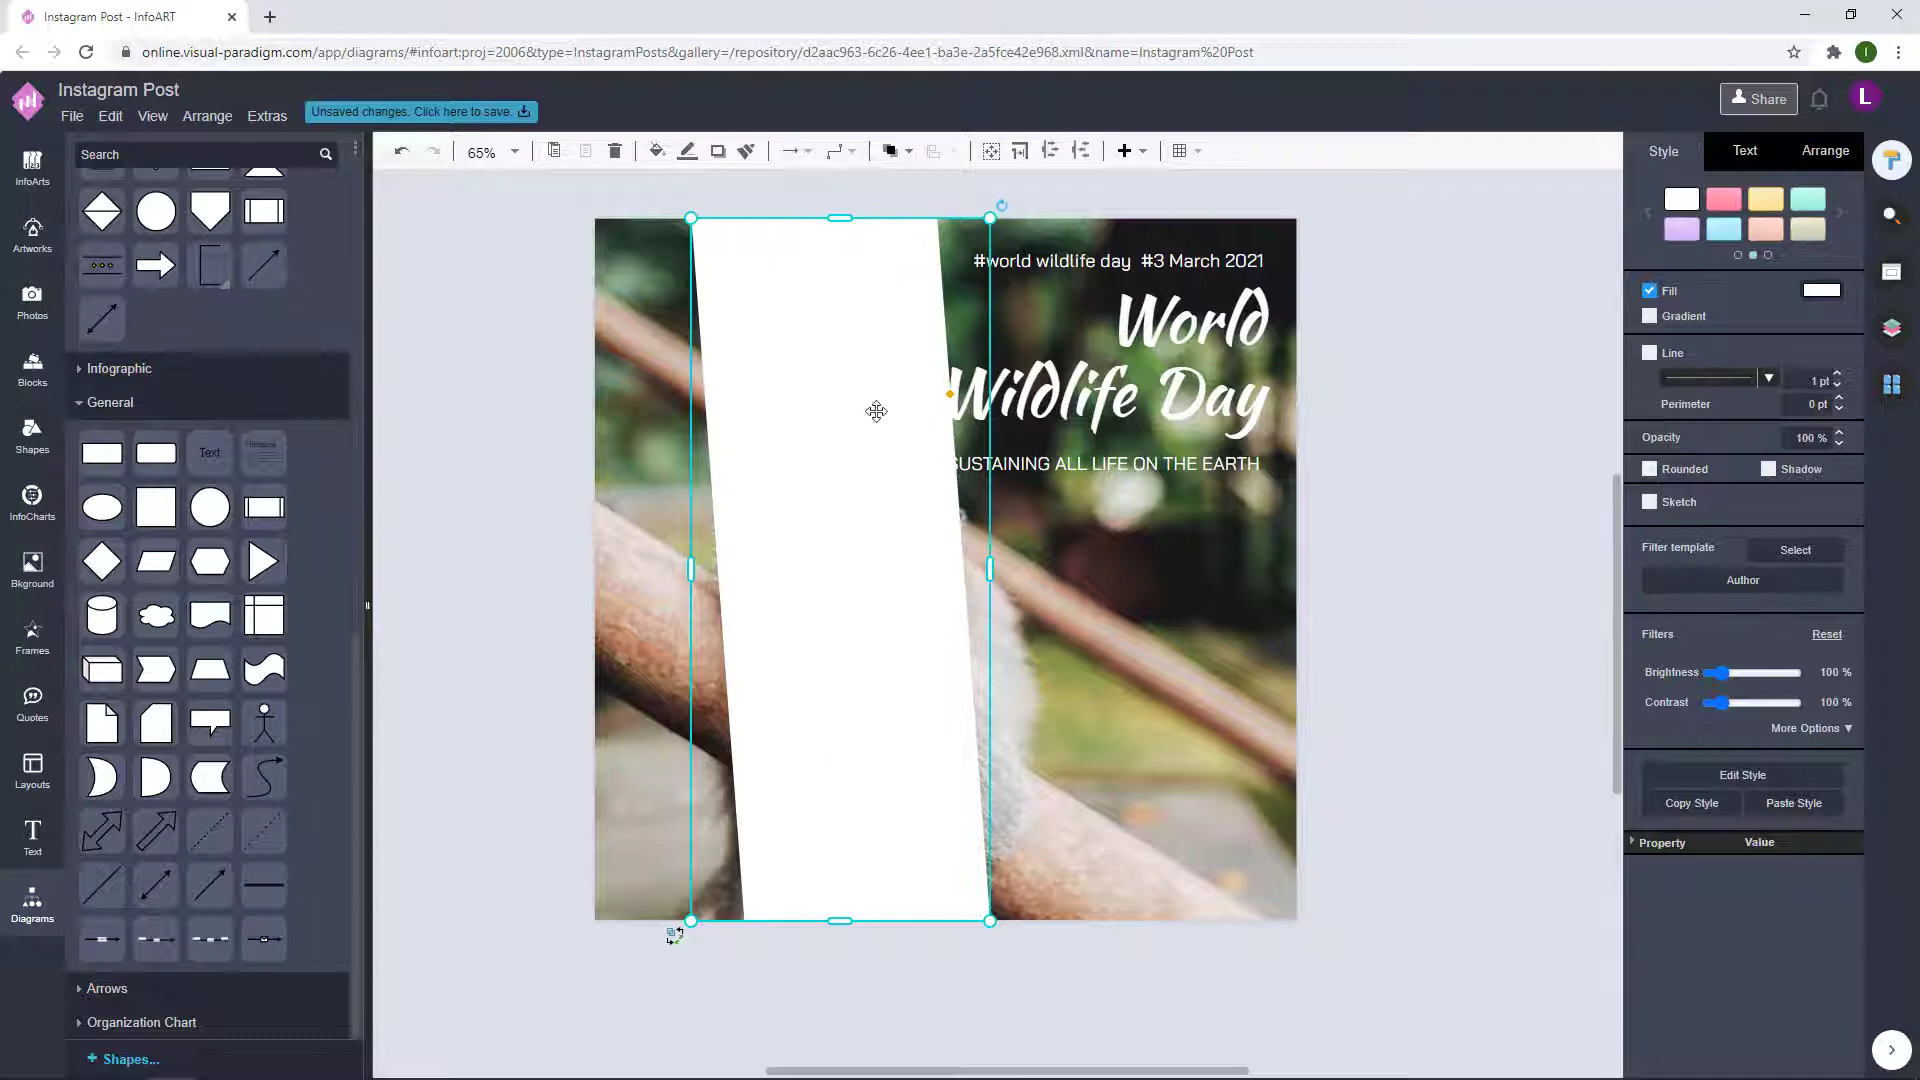 Instagram Post - InfoART
online.visual-paradigm.com/app/diagrams/#infoart:proj=2006&type=InstagramPosts&gallery=/repository/d2aac963-6c26-4ee1-ba3e-2a5fce42e968.xml&name=Instagram%20Post
I
Instagram Post
File Edit View Arrange Extras
Unsaved changes. Click here to save.
Share
L
InfoArts
Artworks
Photos
Blocks
Shapes
InfoCharts
Bkground
Frames
Quotes
Layouts
Text
Diagrams
Search
Infographic
General
Text
Arrows
Organization Chart
+ Shapes...
65%
#world wildlife day #3 March 2021
World
Wildlife Day
SUSTAINING ALL LIFE ON THE EARTH
Style Text Arrange
Fill
Gradient
Line
1 pt
Perimeter 0 pt
Opacity 100 %
Rounded Shadow
Sketch
Filter template Select
Author
Filters Reset
Brightness 100 %
Contrast 100 %
More Options ▼
Edit Style
Copy Style Paste Style
Property Value